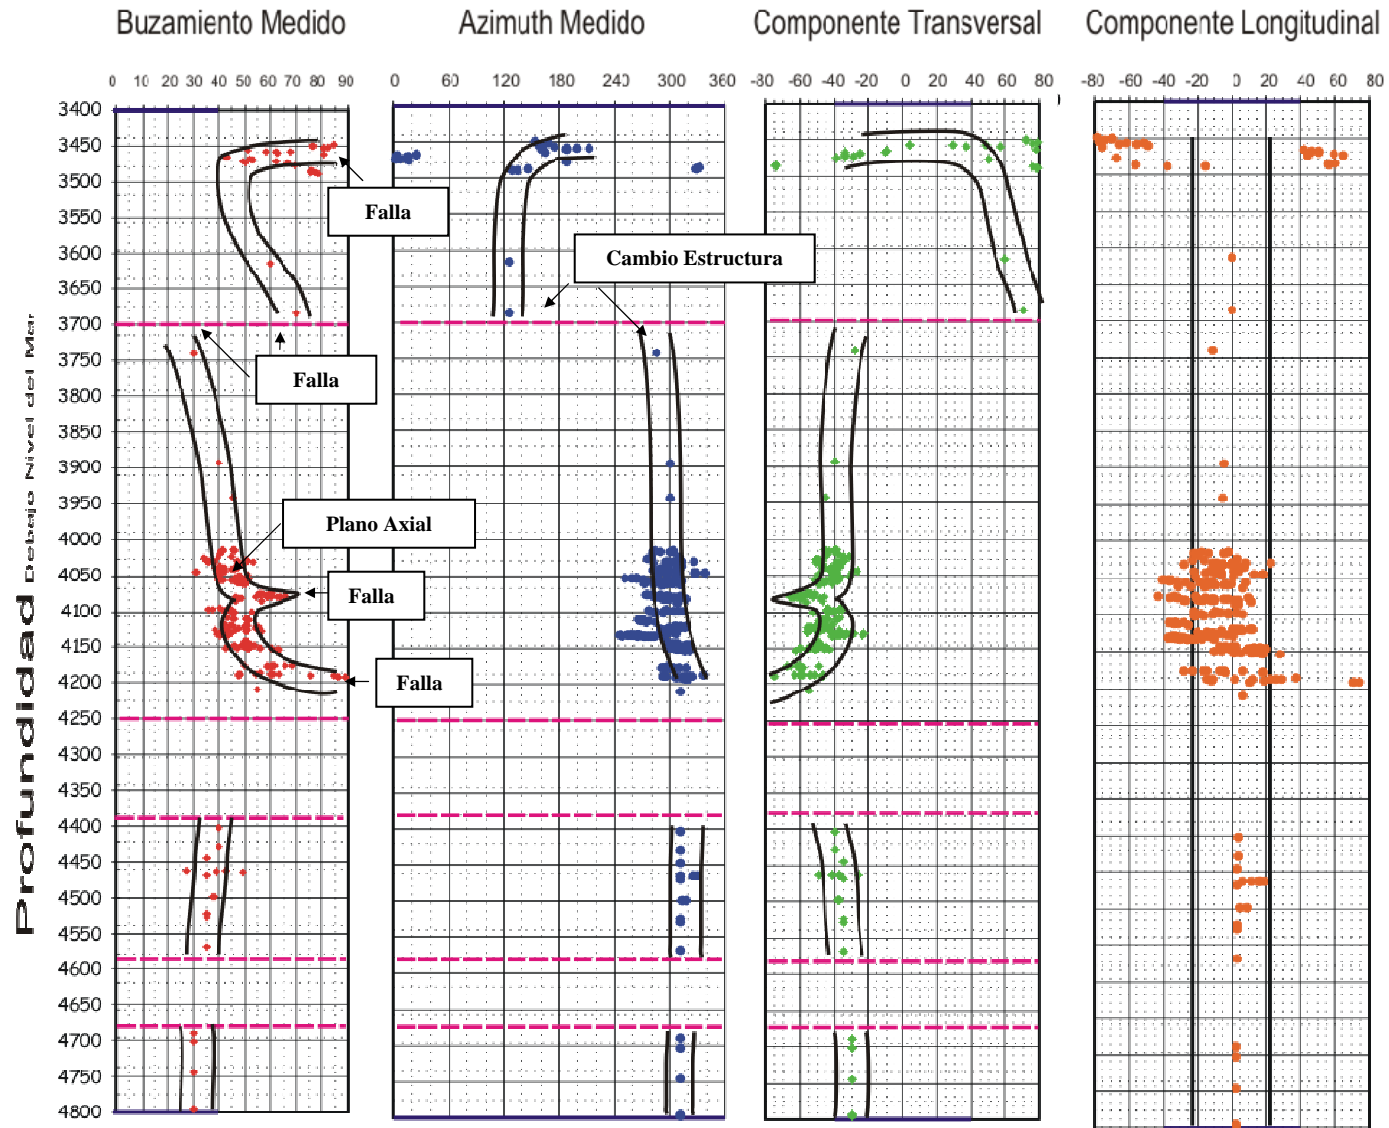 Buzamiento Medido
Azimuth Medido
Componente Transversal
Componente Longitudinal
0 10 20 30 40 50 60 70 80 90
0 60 120 180 240 300 360
-80 -60 -40 -20 0 20 40 60 80
-80 -60 -40 -20 0 20 40 60 80
3400
3450
3500
3550
3600
3650
3700
3750
3800
3850
3900
3950
4000
4050
4100
4150
4200
4250
4300
4350
4400
4450
4500
4550
4600
4650
4700
4750
4800
Profundidad Debajo Nivel del Mar
Falla
Cambio Estructura
Falla
Plano Axial
Falla
Falla